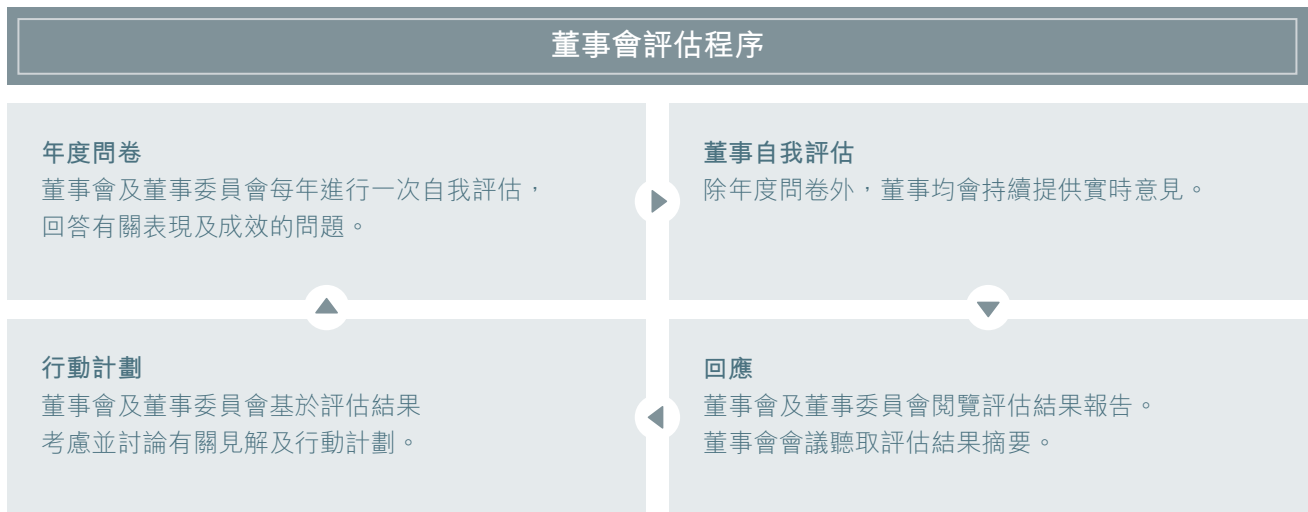 董事會評估程序
年度問卷
董事會及董事委員會每年進行一次自我評估，
回答有關表現及成效的問題。
董事自我評估
除年度問卷外，董事均會持續提供實時意見。
行動計劃
董事會及董事委員會基於評估結果
考慮並討論有關見解及行動計劃。
回應
董事會及董事委員會閱覽評估結果報告。
董事會會議聽取評估結果摘要。